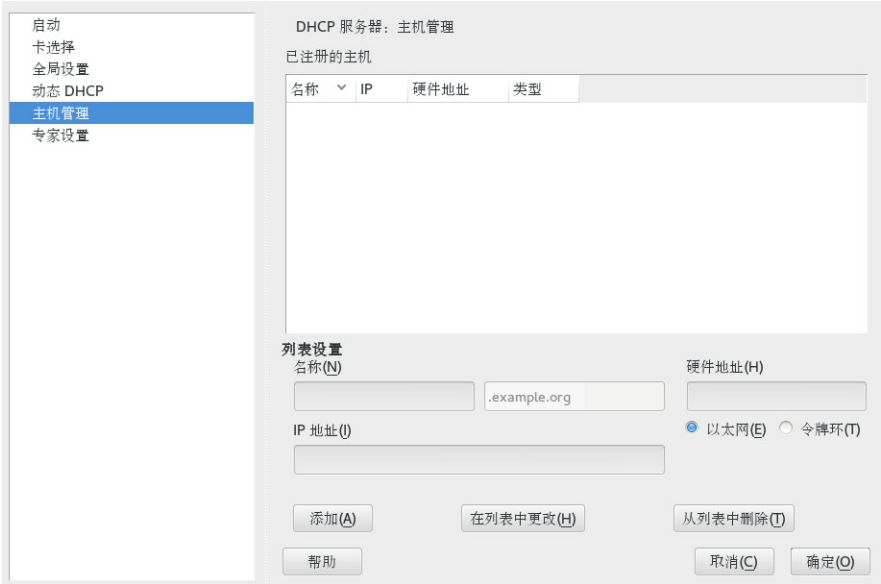 启动
卡选择
全局设置
动态 DHCP
主机管理
专家设置
DHCP 服务器：主机管理
已注册的主机
名称 IP 硬件地址 类型
列表设置
名称(N) 硬件地址(H)
.example.org
IP 地址(I) 以太网(E) 令牌环(T)
添加(A) 在列表中更改(H) 从列表中删除(T)
帮助 取消(C) 确定(O)